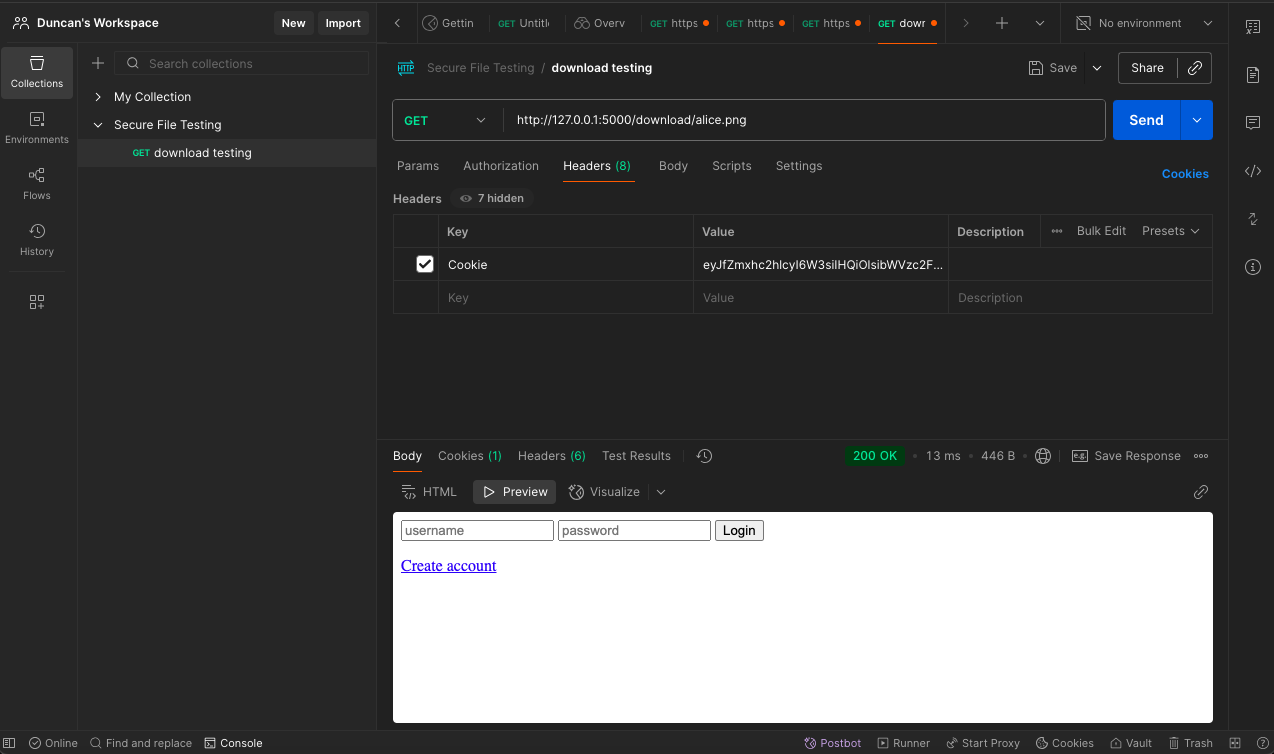 Duncan's Workspace
New
Import
Collections
Environments
Flows
History
Search collections
My Collection
Secure File Testing
GET download testing
Gettin
GET Untitle
Overv
GET https
GET https
GET https
GET dowr
No environment
HTTP
Secure File Testing / download testing
Save
Share
GET
http://127.0.0.1:5000/download/alice.png
Send
Params
Authorization
Headers (8)
Body
Scripts
Settings
Cookies
Headers
7 hidden
Key
Value
Description
Bulk Edit
Presets
Cookie
Key
Value
Description
Body
Cookies (1)
Headers (6)
Test Results
200 OK
13 ms
446 B
e.g.
Save Response
HTML
Preview
Visualize
username
password
Login
Create account
Online
Find and replace
Console
Postbot
Runner
Start Proxy
Cookies
Vault
Trash